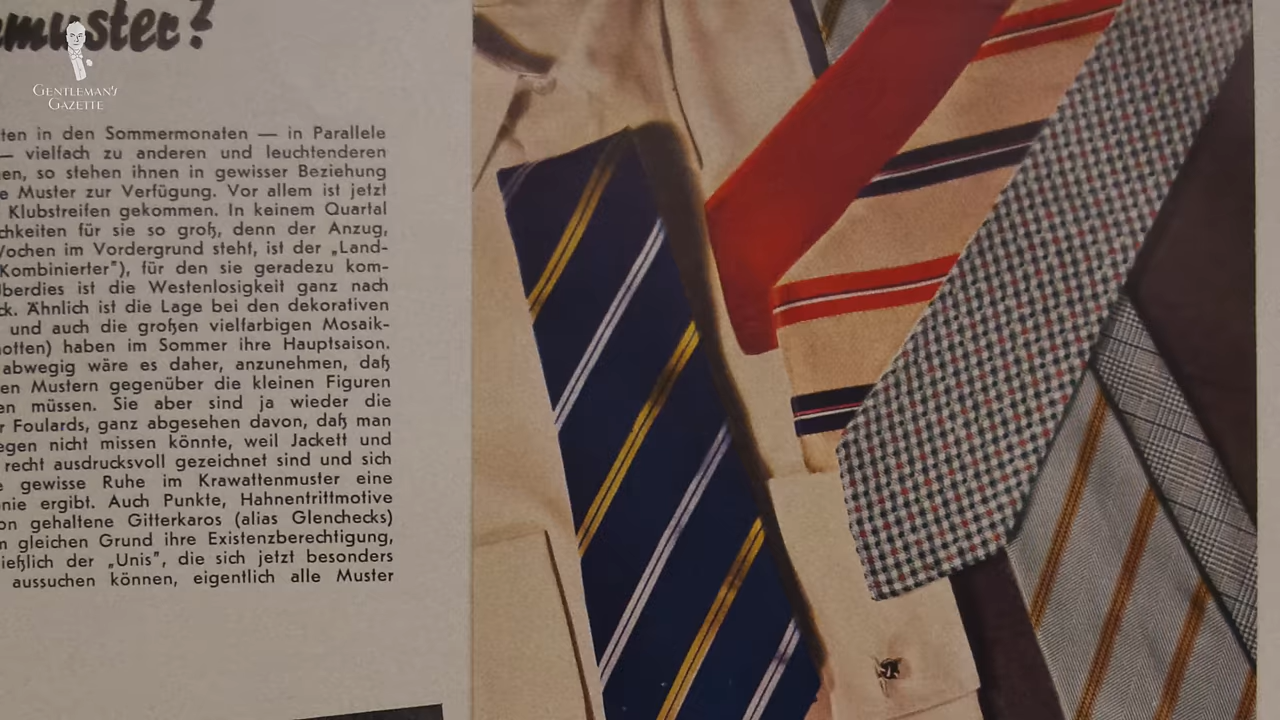 muster?
GENTLEMAN'S
GAZETTE
ten in den Sommermonaten — in Parallele
— vielfach zu anderen und leuchtenderen
en, so stehen ihnen in gewisser Beziehung
e Muster zur Verfügung. Vor allem ist jetzt
Klubstreifen gekommen. In keinem Quartal
chkeiten für sie so groß, denn der Anzug,
Wochen im Vordergrund steht, ist der „Land-
Kombinierter"), für den sie geradezu kom-
berdies ist die Westenlosigkeit ganz nach
ck. Ähnlich ist die Lage bei den dekorativen
und auch die großen vielfarbigen Mosaik-
otten) haben im Sommer ihre Hauptsaison.
abwegig wäre es daher, anzunehmen, daß
en Mustern gegenüber die kleinen Figuren
en müssen. Sie aber sind ja wieder die
r Foulards, ganz abgesehen davon, daß man
egen nicht missen könnte, weil Jackett und
recht ausdrucksvoll gezeichnet sind und sich
e gewisse Ruhe im Krawattenmuster eine
nie ergibt. Auch Punkte, Hahnentrittmotive
on gehaltene Gitterkaros (alias Glenchecks)
n gleichen Grund ihre Existenzberechtigung,
ießlich der „Unis", die sich jetzt besonders
aussuchen können, eigentlich alle Muster